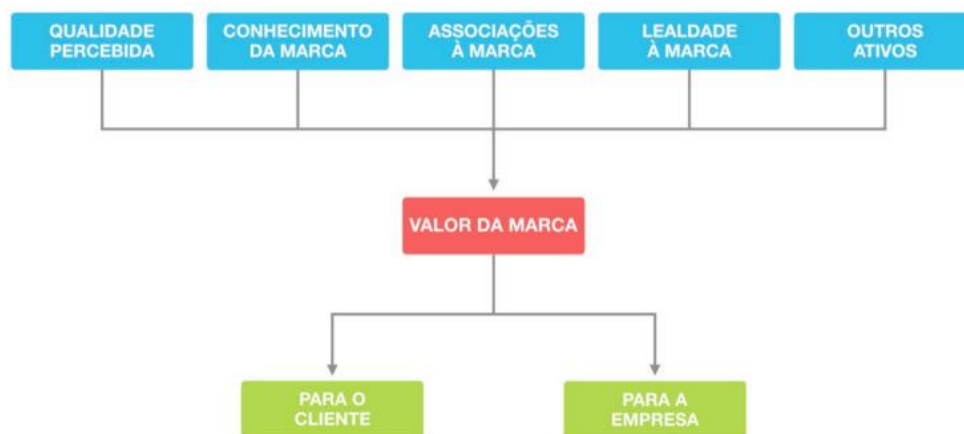 QUALIDADE
PERCEBIDA
CONHECIMENTO
DA MARCA
ASSOCIAÇÕES
À MARCA
LEALDADE
À MARCA
OUTROS
ATIVOS
VALOR DA MARCA
PARA O
CLIENTE
PARA A
EMPRESA